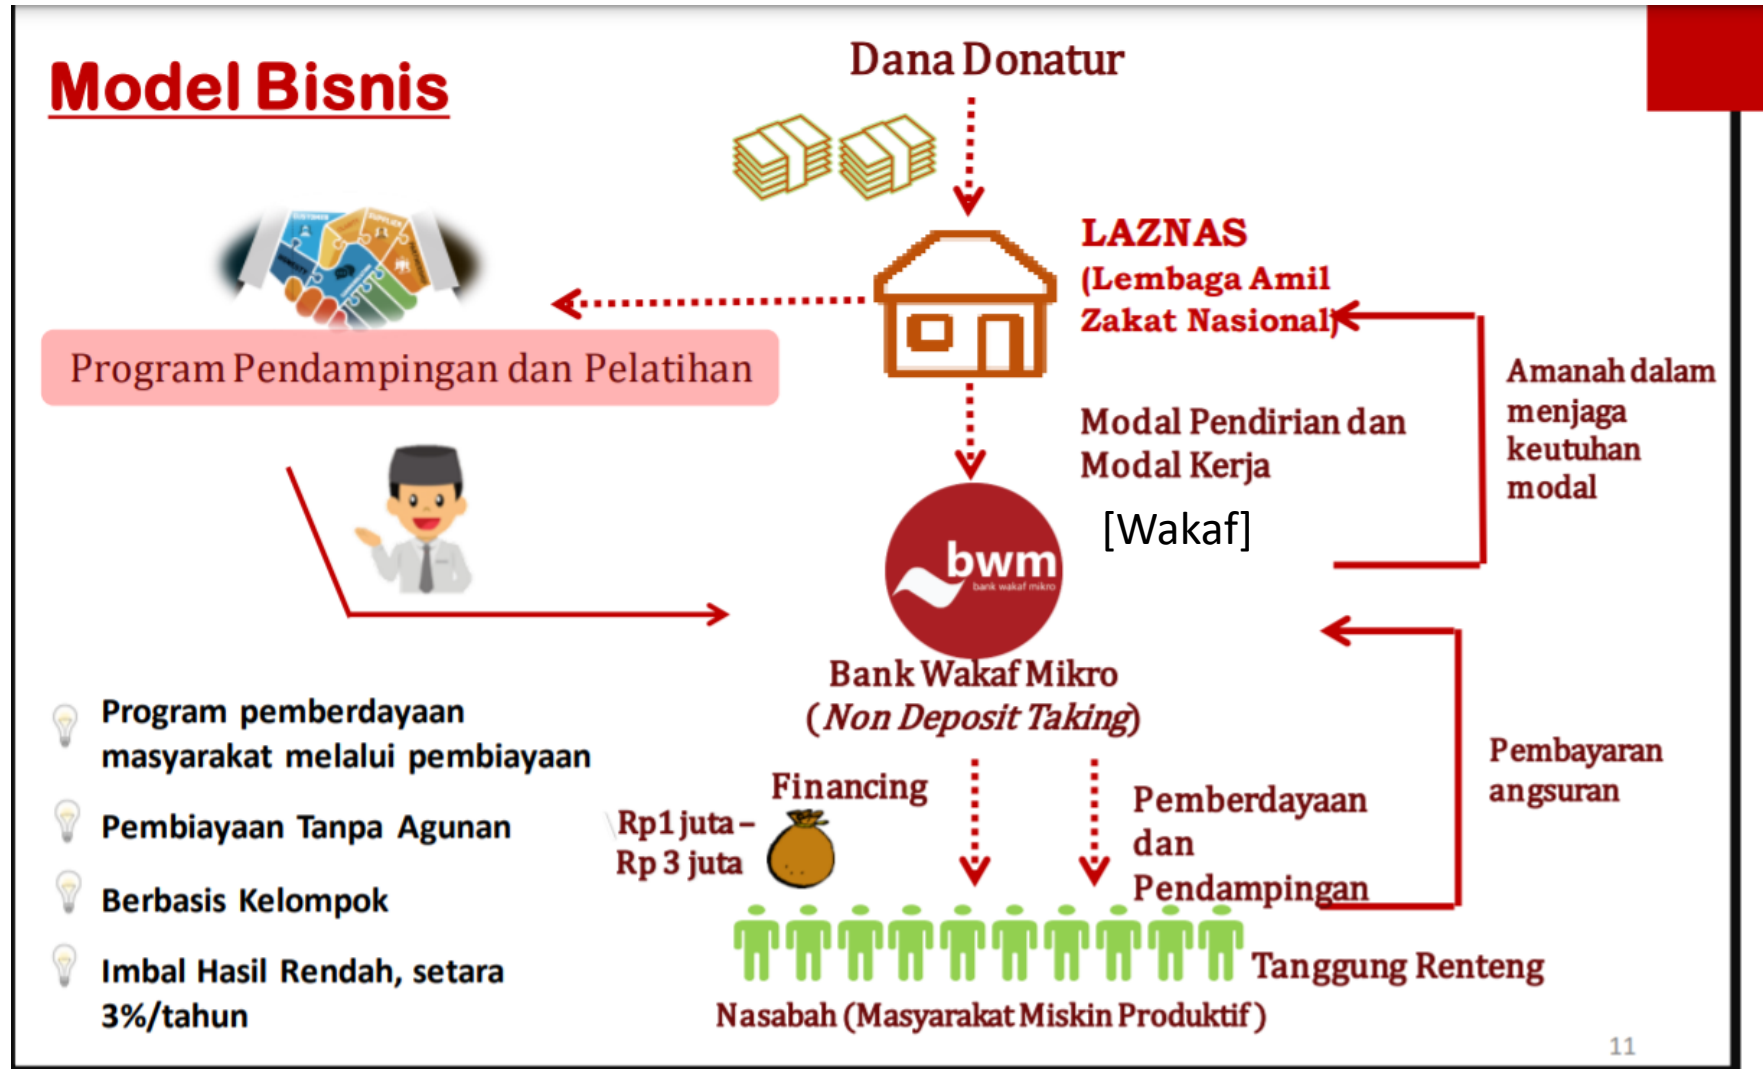 Model Bisnis
Dana Donatur
LAZNAS
(Lembaga Amil
Zakat Nasional)
Program Pendampingan dan Pelatihan
Amanah dalam
menjaga
keutuhan
modal
Modal Pendirian dan
Modal Kerja
[Wakaf]
bwm
bank wakaf mikro
Bank Wakaf Mikro
(Non Deposit Taking)
Program pemberdayaan
masyarakat melalui pembiayaan
Pembiayaan Tanpa Agunan
Berbasis Kelompok
Imbal Hasil Rendah, setara
3%/tahun
Financing
Rp1 juta –
Rp 3 juta
Pemberdayaan
dan
Pendampingan
Pembayaran
angsuran
Tanggung Renteng
Nasabah (Masyarakat Miskin Produktif)
11